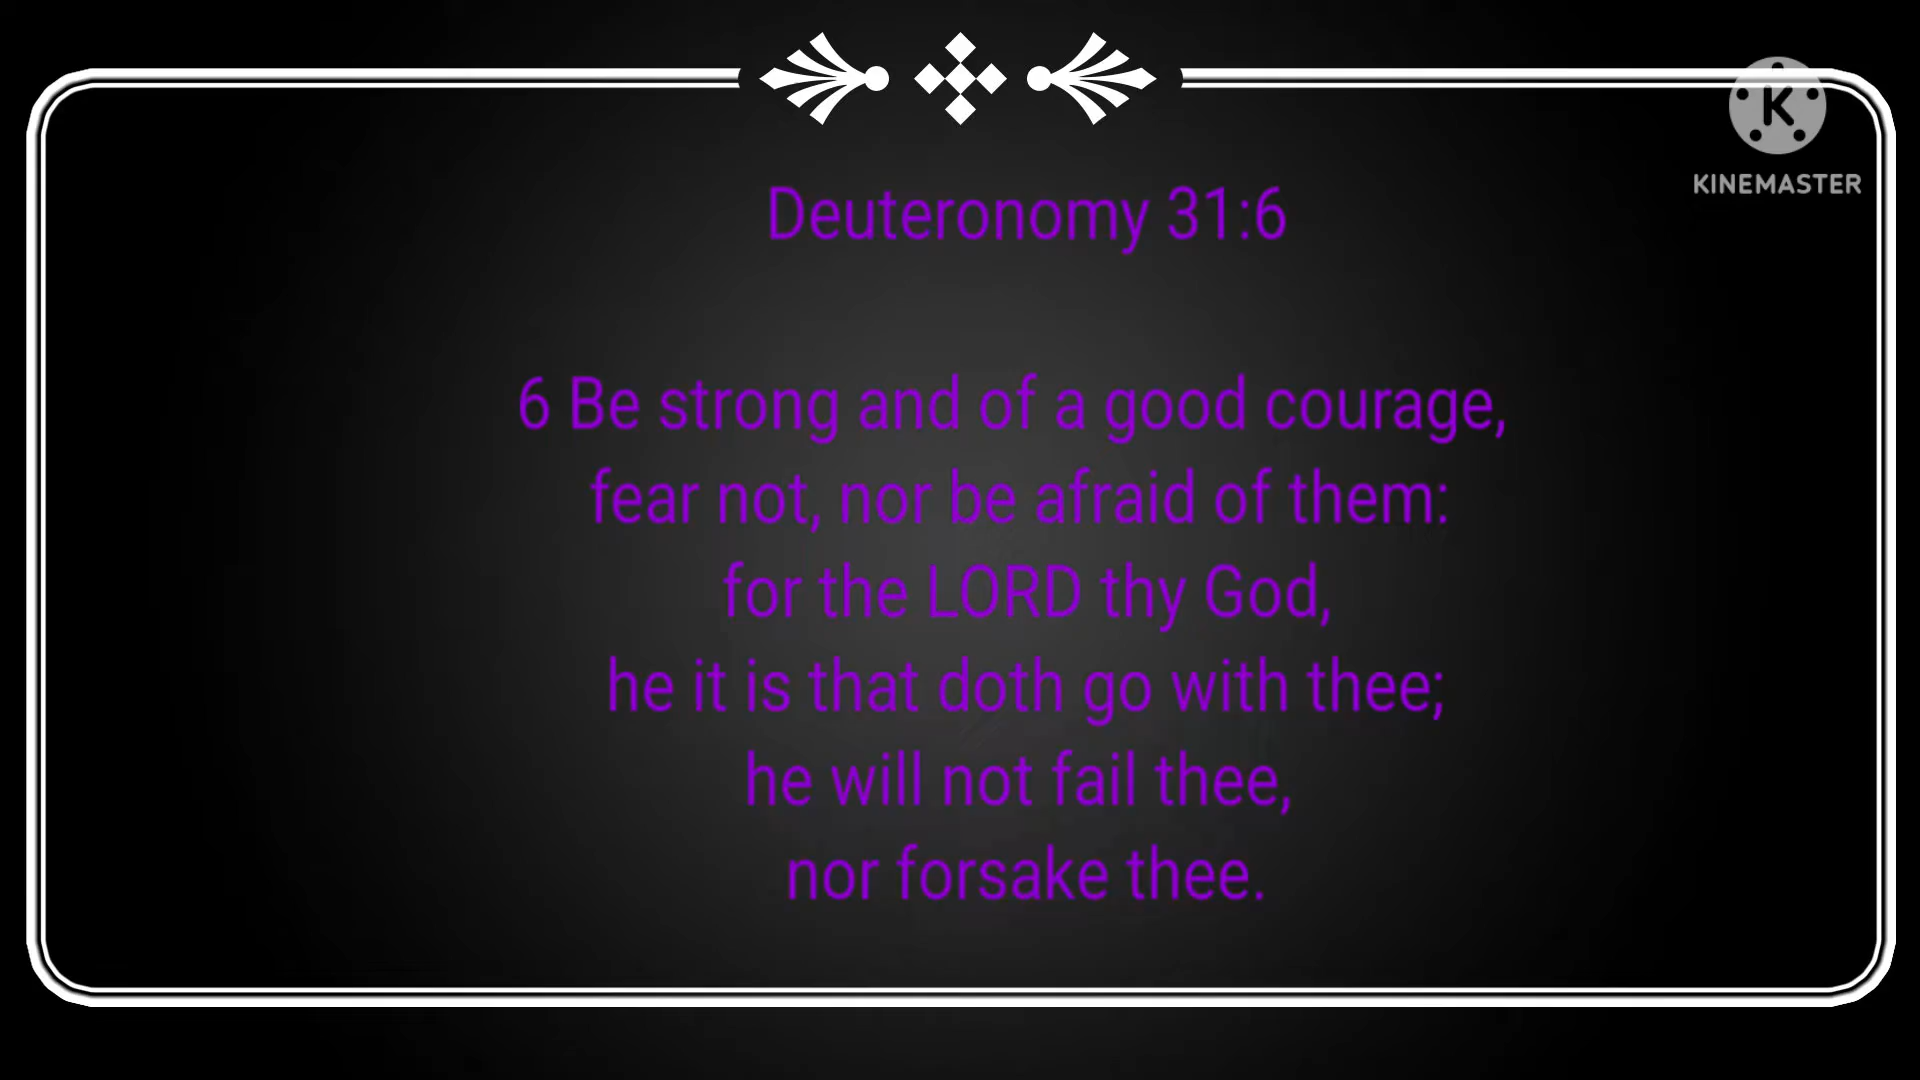 K
KINEMASTER
Deuteronomy 31:6
6 Be strong and of a good courage,
fear not, nor be afraid of them:
for the LORD thy God,
he it is that doth go with thee;
he will not fail thee,
nor forsake thee.